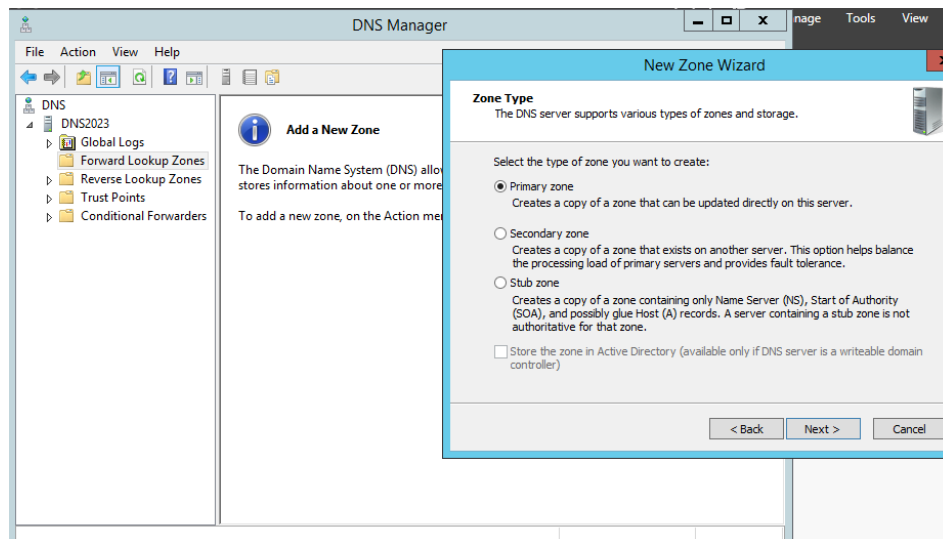 DNS Manager
nage Tools View
File Action View Help
DNS
DNS2023
Global Logs
Forward Lookup Zones
Reverse Lookup Zones
Trust Points
Conditional Forwarders
Add a New Zone
The Domain Name System (DNS) allo
stores information about one or more
To add a new zone, on the Action me
New Zone Wizard
x
Zone Type
The DNS server supports various types of zones and storage.
Select the type of zone you want to create:
Primary zone
Creates a copy of a zone that can be updated directly on this server.
Secondary zone
Creates a copy of a zone that exists on another server. This option helps balance
the processing load of primary servers and provides fault tolerance.
Stub zone
Creates a copy of a zone containing only Name Server (NS), Start of Authority
(SOA), and possibly glue Host (A) records. A server containing a stub zone is not
authoritative for that zone.
Store the zone in Active Directory (available only if DNS server is a writeable domain
controller)
< Back Next > Cancel